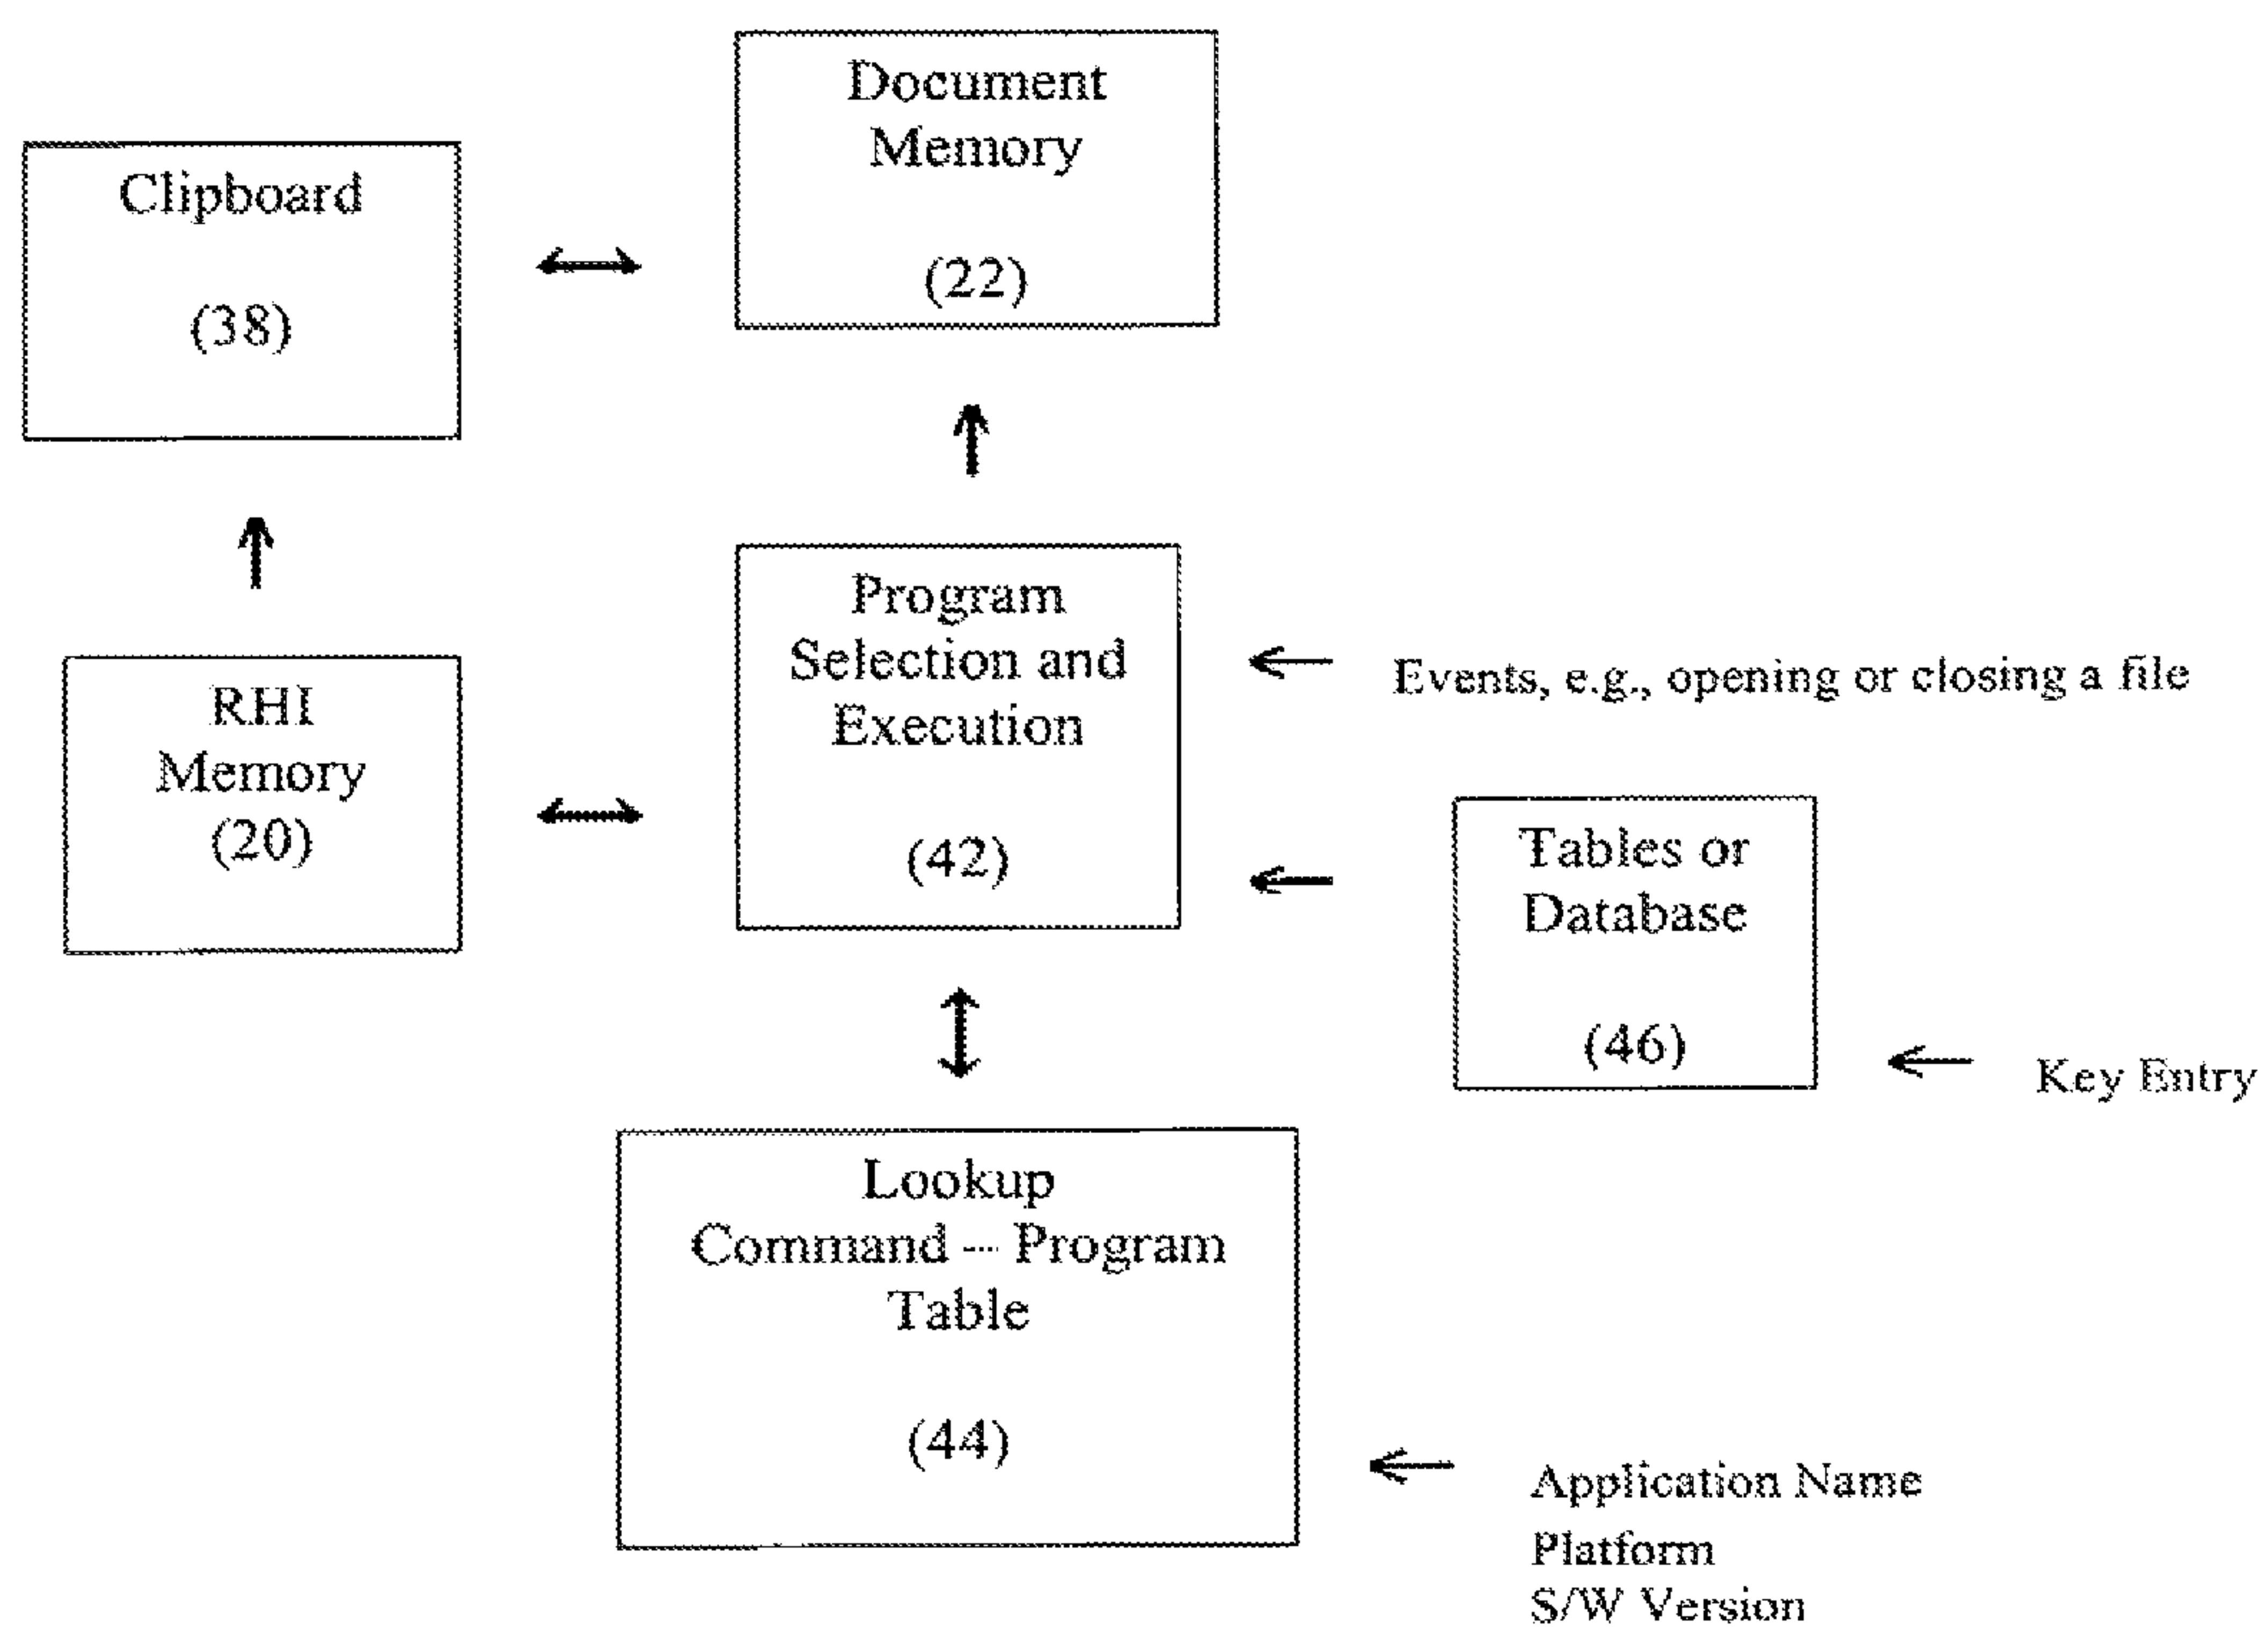 Document
Memory
(22)
Clipboard
(38)
Program
Selection and
Execution
(42)
Events, e.g., opening or closing a file
RHI
Memory
(20)
Tables or
Database
(46)
Key Entry
Lookup
Command --- Program
Table
(44)
Application Name
Platform
S/W Version